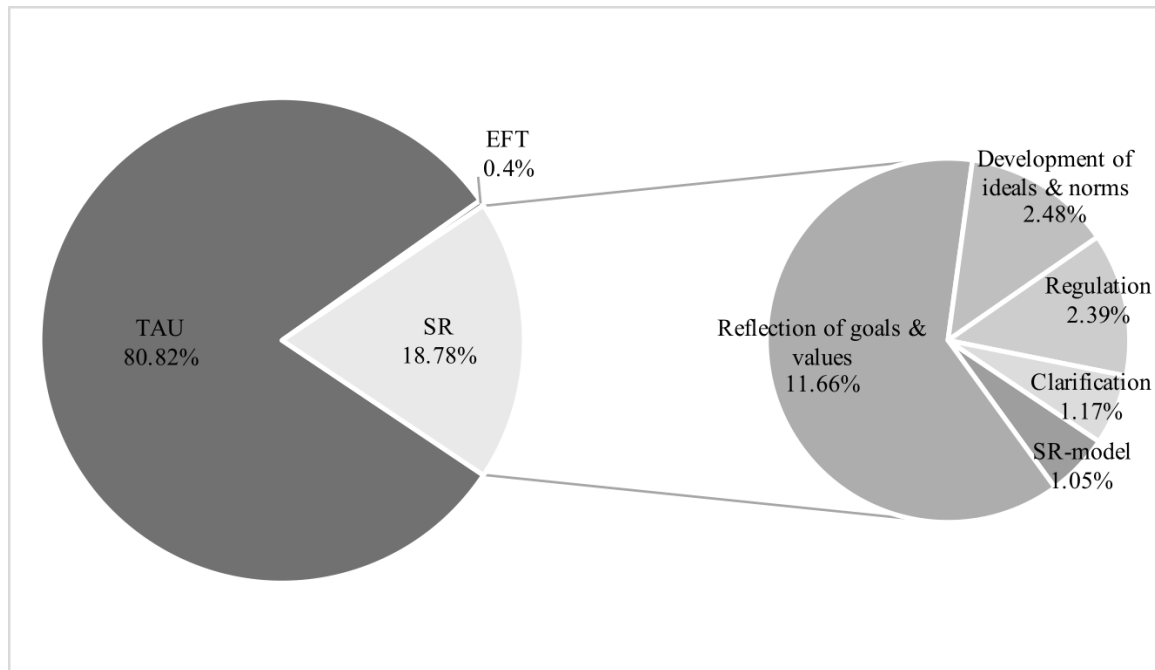 EFT
0.4%
TAU
80.82%
SR
18.78%
Development of
ideals & norms
2.48%
Regulation
2.39%
Reflection of goals &
values
11.66%
Clarification
1.17%
SR-model
1.05%